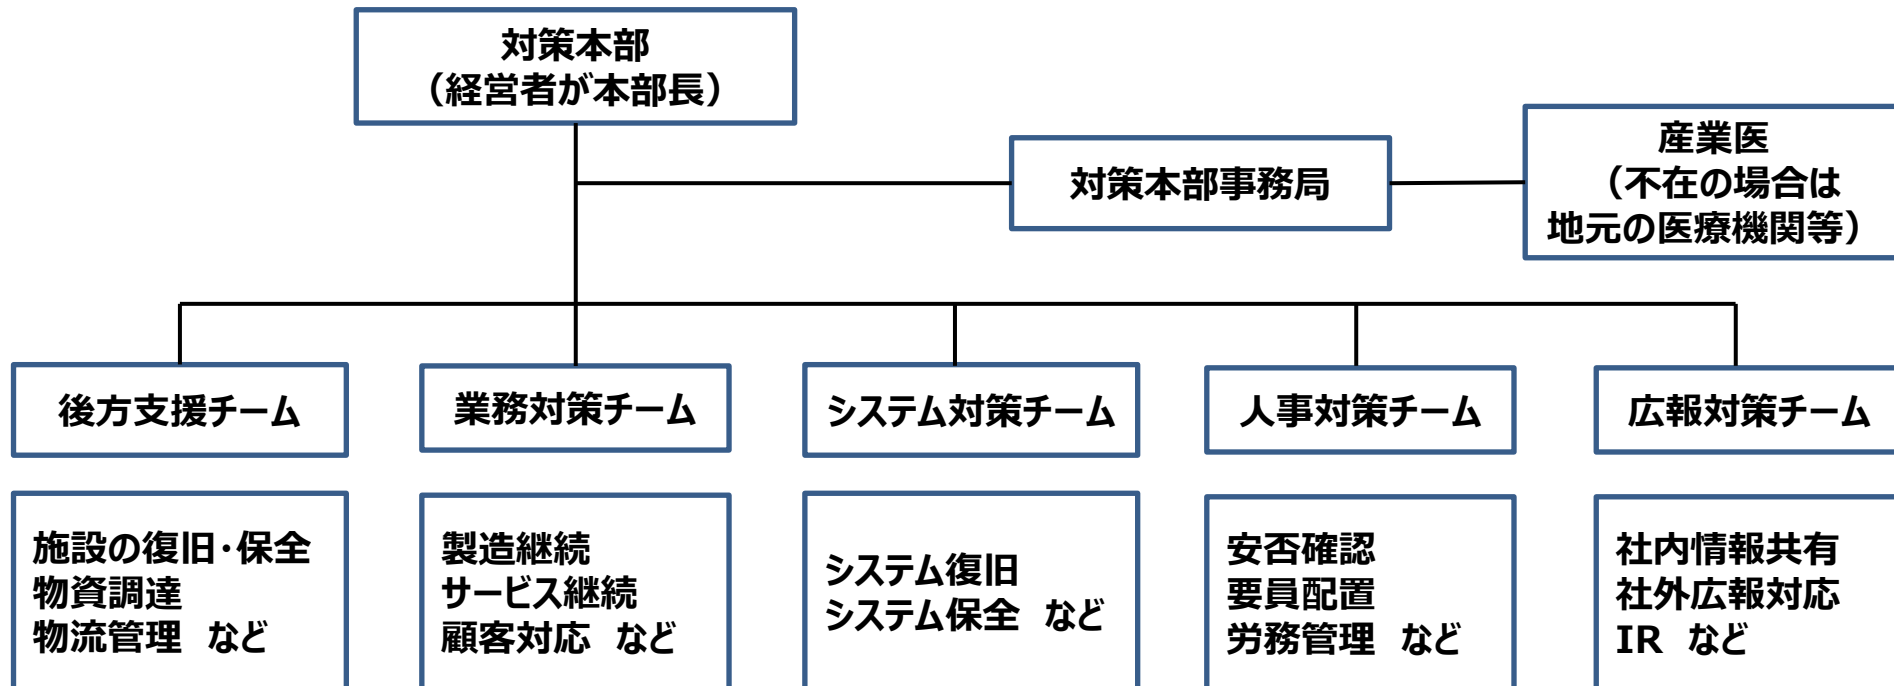 対策本部
（経営者が本部長）
対策本部事務局
産業医
（不在の場合は
地元の医療機関等）
後方支援チーム
業務対策チーム
システム対策チーム
人事対策チーム
広報対策チーム
施設の復旧・保全
物資調達
物流管理　など
製造継続
サービス継続
顧客対応　など
システム復旧
システム保全　など
安否確認
要員配置
労務管理　など
社内情報共有
社外広報対応
IR　など